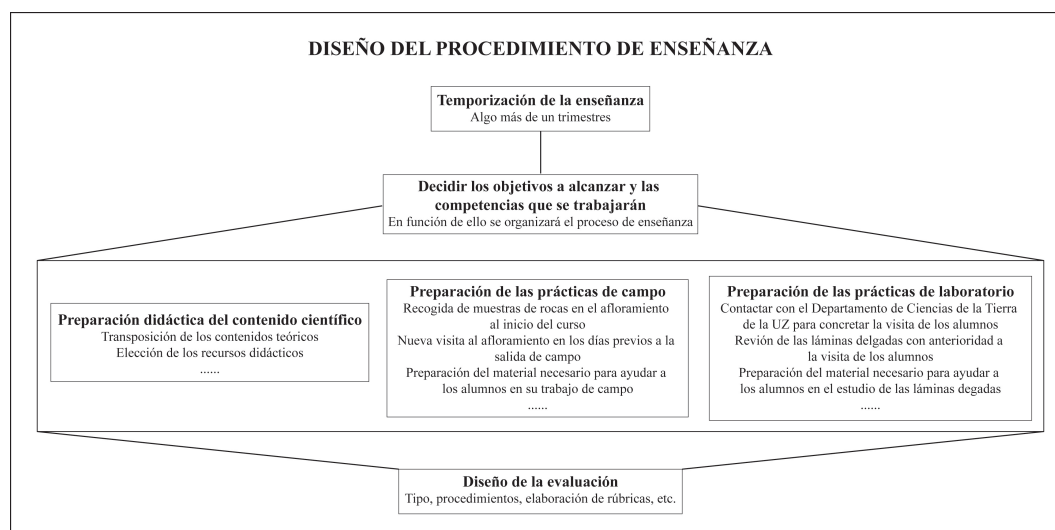 DISEÑO DEL PROCEDIMIENTO DE ENSEÑANZA
Temporización de la enseñanza
Algo más de un trimestres
Decidir los objetivos a alcanzar y las
competencias que se trabajarán
En función de ello se organizará el proceso de enseñanza
Preparación didáctica del contenido científico
Transposición de los contenidos teóricos
Elección de los recursos didácticos
......
Preparación de las prácticas de campo
Recogida de muestras de rocas en el afloramiento
al inicio del curso
Nueva visita al afloramiento en los días previos a la
salida de campo
Preparación del material necesario para ayudar a
los alumnos en su trabajo de campo
......
Preparación de las prácticas de laboratorio
Contactar con el Departamento de Ciencias de la Tierra
de la UZ para concretar la visita de los alumnos
Revión de las láminas delgadas con anterioridad a
la visita de los alumnos
Preparación del material necesario para ayudar a
los alumnos en el estudio de las láminas degadas
......
Diseño de la evaluación
Tipo, procedimientos, elaboración de rúbricas, etc.